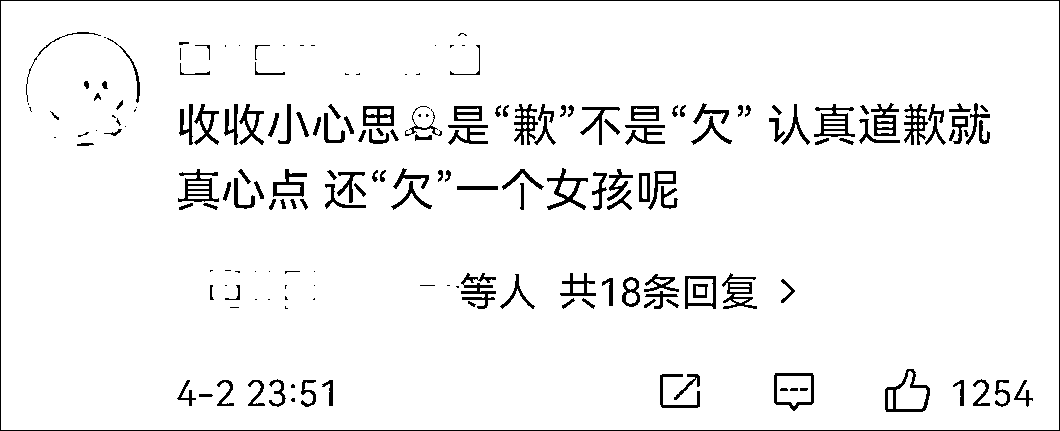 收收小心思🤷是“歉”不是“欠” 认真道歉就
真心点 还“欠”一个女孩呢
等人 共18条回复 >
4-2 23:51
1254